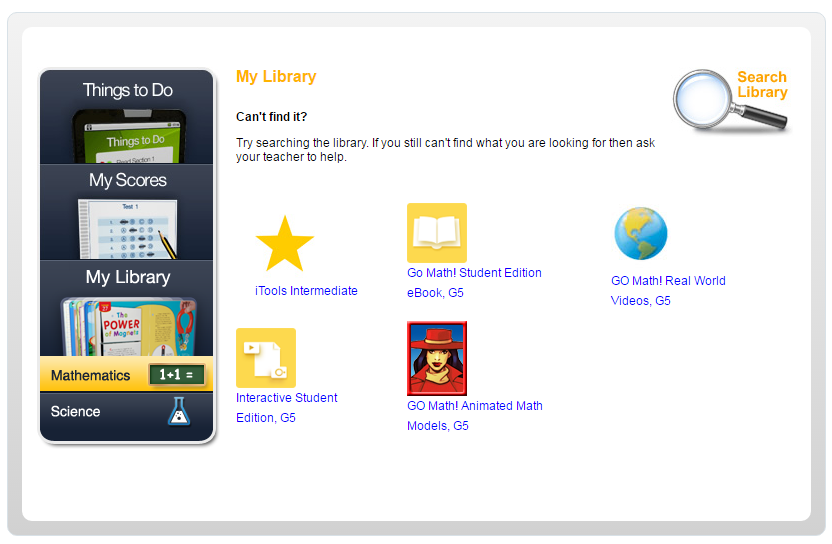 Things to Do
Things to Do
Read Section 1
My Scores
Test 1
My Library
The
POWER
of Magnets
Mathematics
1+1 =
Science
My Library
Search
Library
Can't find it?
Try searching the library. If you still can't find what you are looking for then ask
your teacher to help.
iTools Intermediate
Go Math! Student Edition
eBook, G5
GO Math! Real World
Videos, G5
Interactive Student
Edition, G5
GO Math! Animated Math
Models, G5